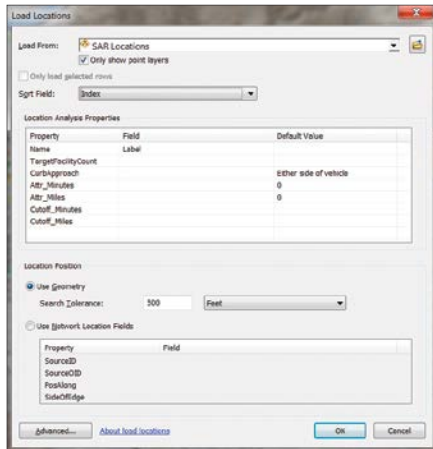 Load Locations
Load From: SAR Locations
Only show point layers
Only load selected rows
Sort Field: Index
Location Analysis Properties
Property Field Default Value
Name Label
TargetFacilityCount
CurbApproach Either side of vehicle
Attr_Minutes 0
Attr_Miles 0
Cutoff_Minutes
Cutoff_Miles
Location Position
Use Geometry
Search Tolerance: 500 Feet
Use Network Location Fields
Property Field
SourceID
SourceOID
PosAlong
SideOfEdge
Advanced... About load locations OK Cancel